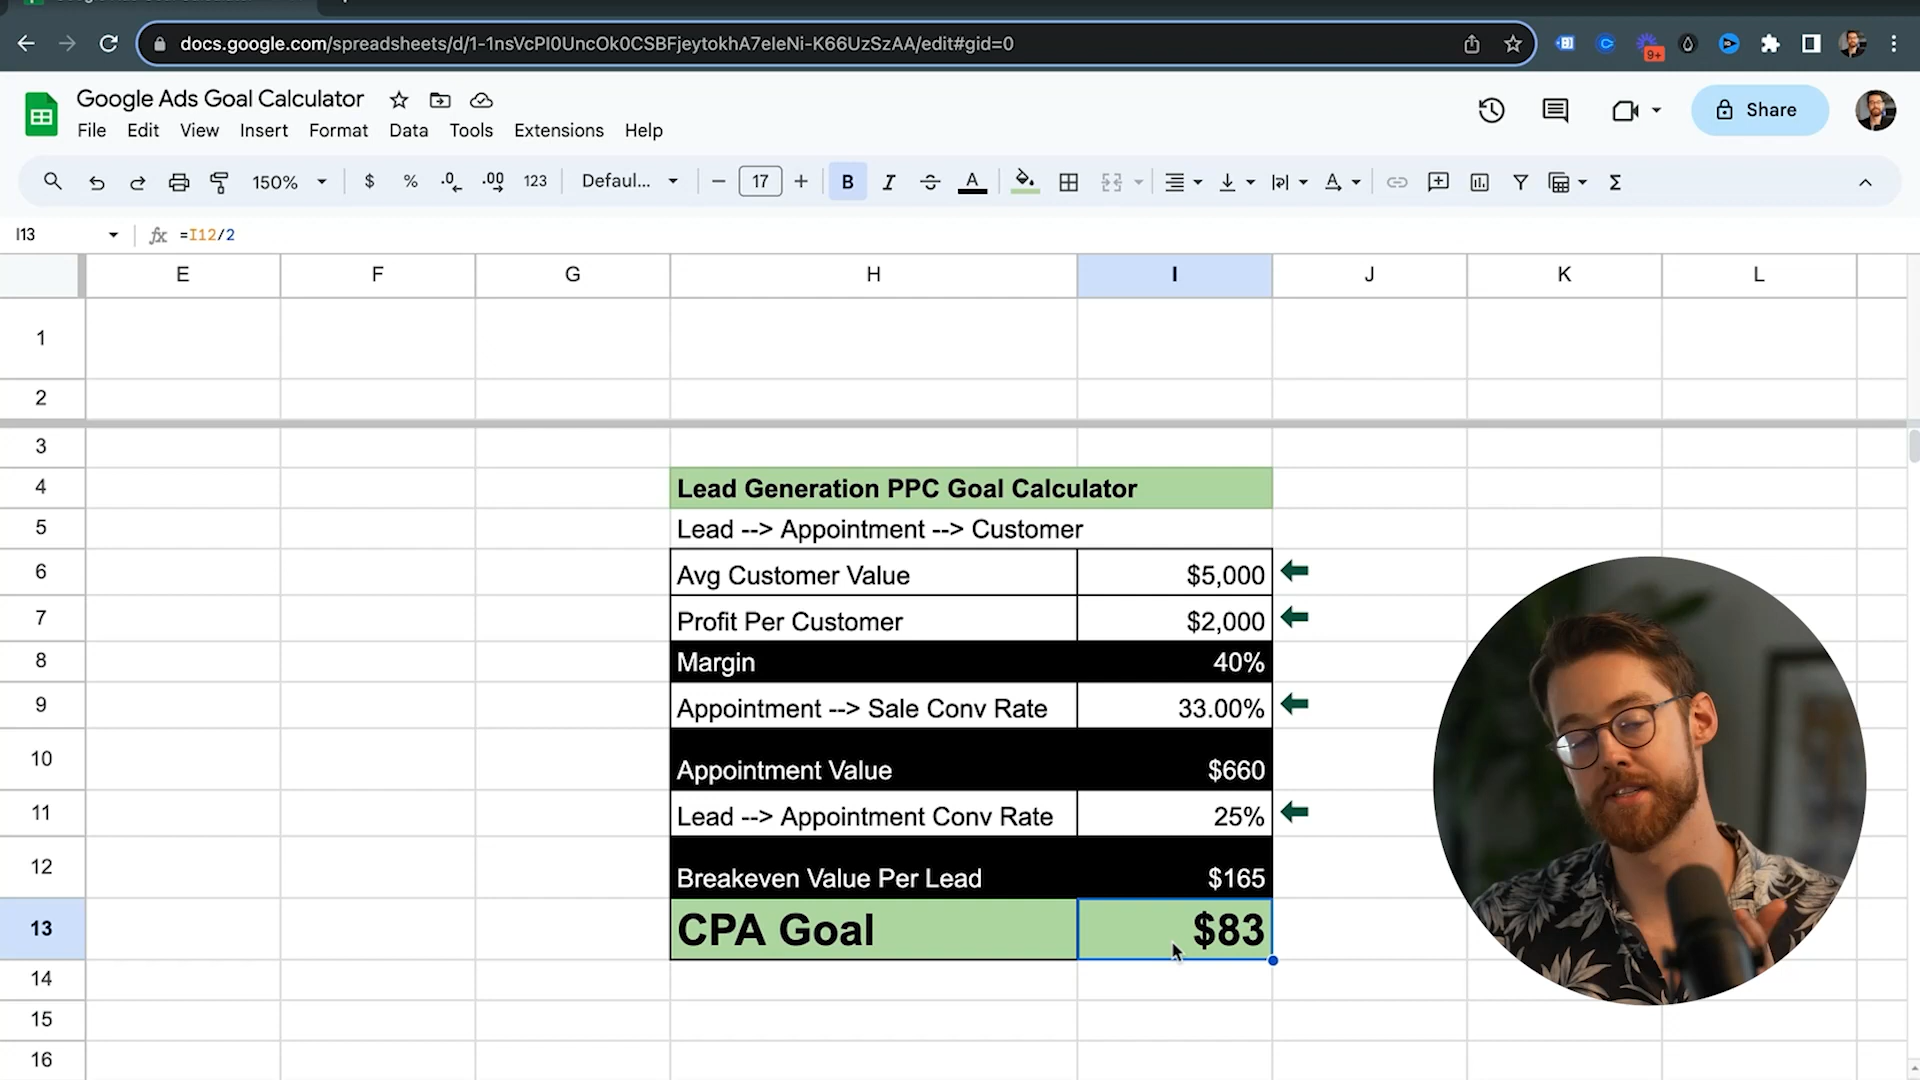 docs.google.com/spreadsheets/d/1-1nsVcPI0UncOk0CSBFjeytokhA7eIeNi-K66UzSzAA/edit#gid=0
9+
Google Ads Goal Calculator
File Edit View Insert Format Data Tools Extensions Help
Share
150% $ % .0 .00 123 Defaul... 17 B I A
I13 fx =I12/2
E F G H I J K L
1
2
3
4 Lead Generation PPC Goal Calculator
5 Lead --> Appointment --> Customer
6 Avg Customer Value $5,000
7 Profit Per Customer $2,000
8 Margin 40%
9 Appointment --> Sale Conv Rate 33.00%
10 Appointment Value $660
11 Lead --> Appointment Conv Rate 25%
12 Breakeven Value Per Lead $165
13 CPA Goal $83
14
15
16